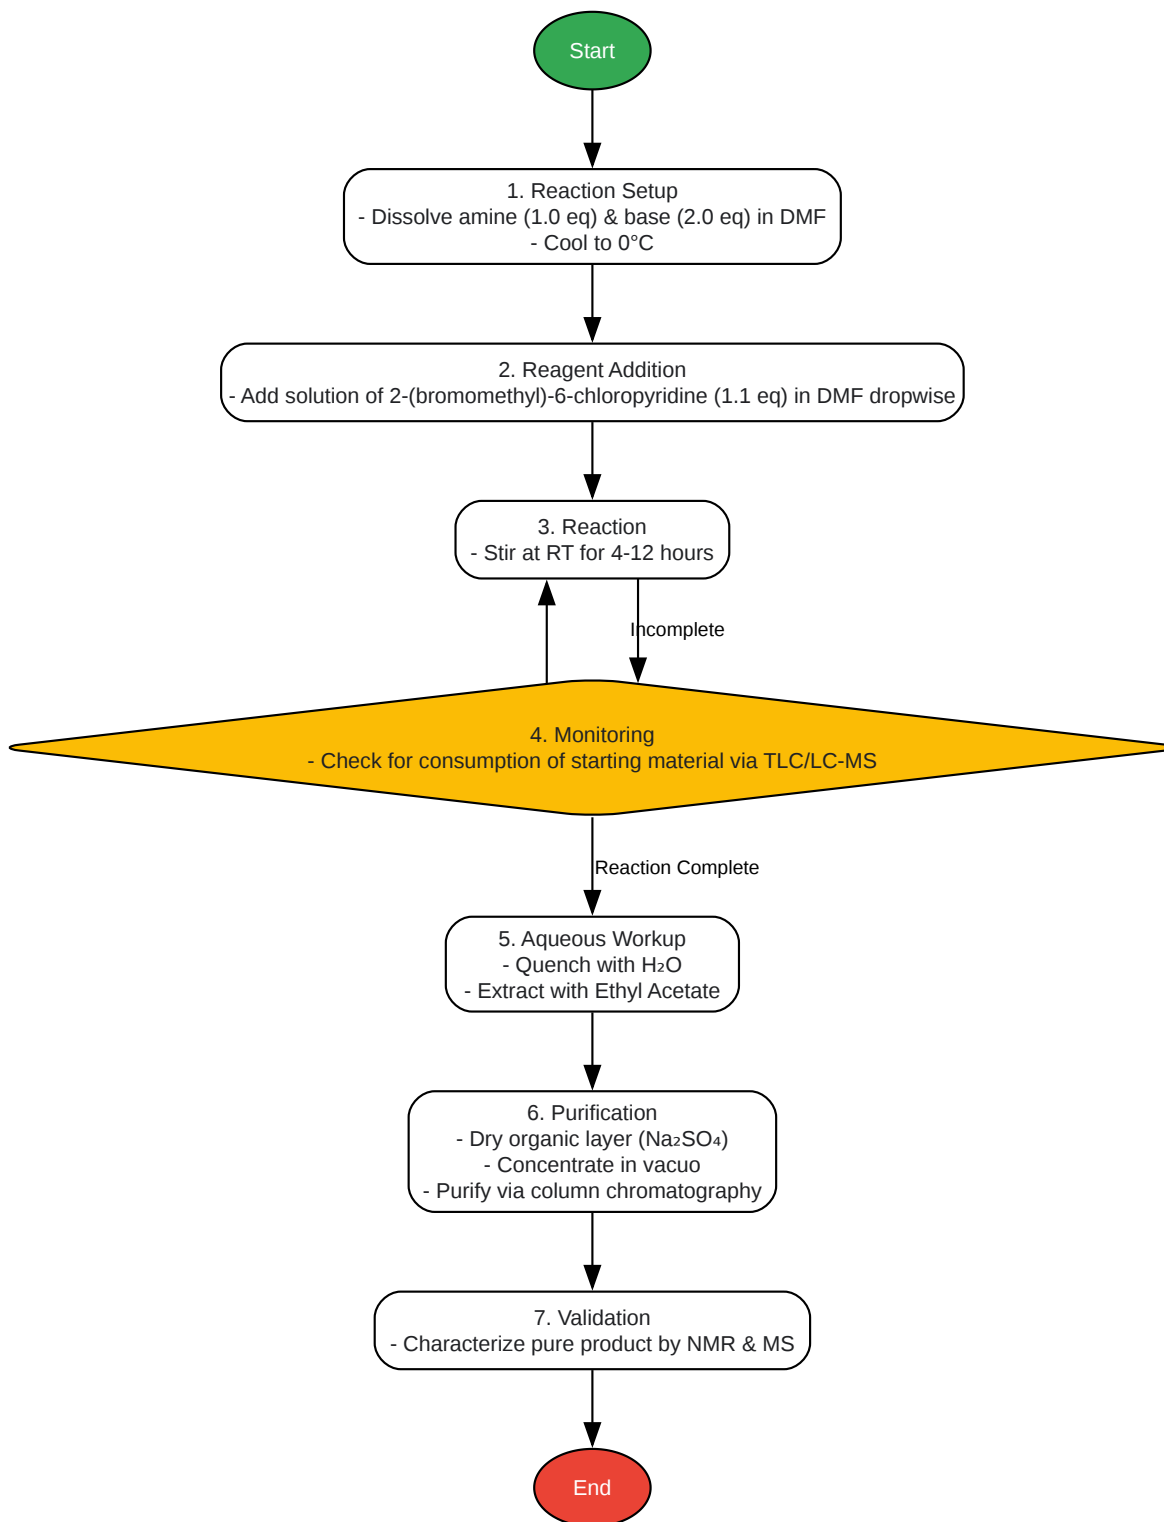 Start
1. Reaction Setup
- Dissolve amine (1.0 eq) & base (2.0 eq) in DMF
- Cool to 0°C
2. Reagent Addition
- Add solution of 2-(bromomethyl)-6-chloropyridine (1.1 eq) in DMF dropwise
3. Reaction
- Stir at RT for 4-12 hours
Incomplete
4. Monitoring
- Check for consumption of starting material via TLC/LC-MS
Reaction Complete
5. Aqueous Workup
- Quench with H₂O
- Extract with Ethyl Acetate
6. Purification
- Dry organic layer (Na₂SO₄)
- Concentrate in vacuo
- Purify via column chromatography
7. Validation
- Characterize pure product by NMR & MS
End